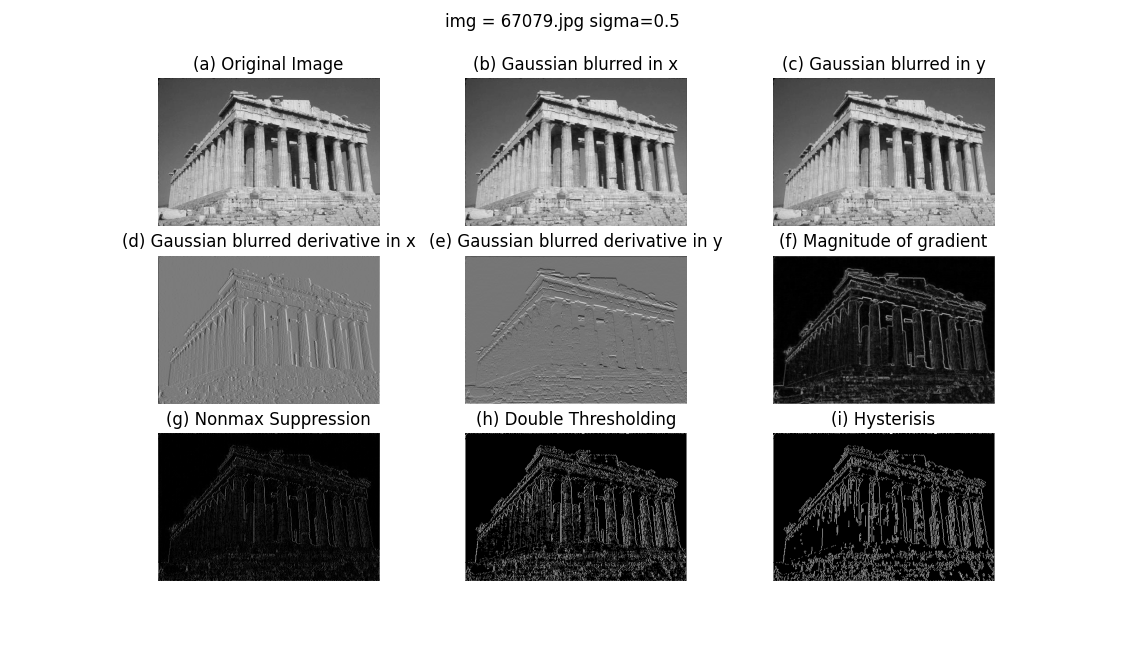 img = 67079.jpg sigma=0.5
(a) Original Image
(b) Gaussian blurred in x
(c) Gaussian blurred in y
(d) Gaussian blurred derivative in x
(e) Gaussian blurred derivative in y
(f) Magnitude of gradient
(g) Nonmax Suppression
(h) Double Thresholding
(i) Hysterisis